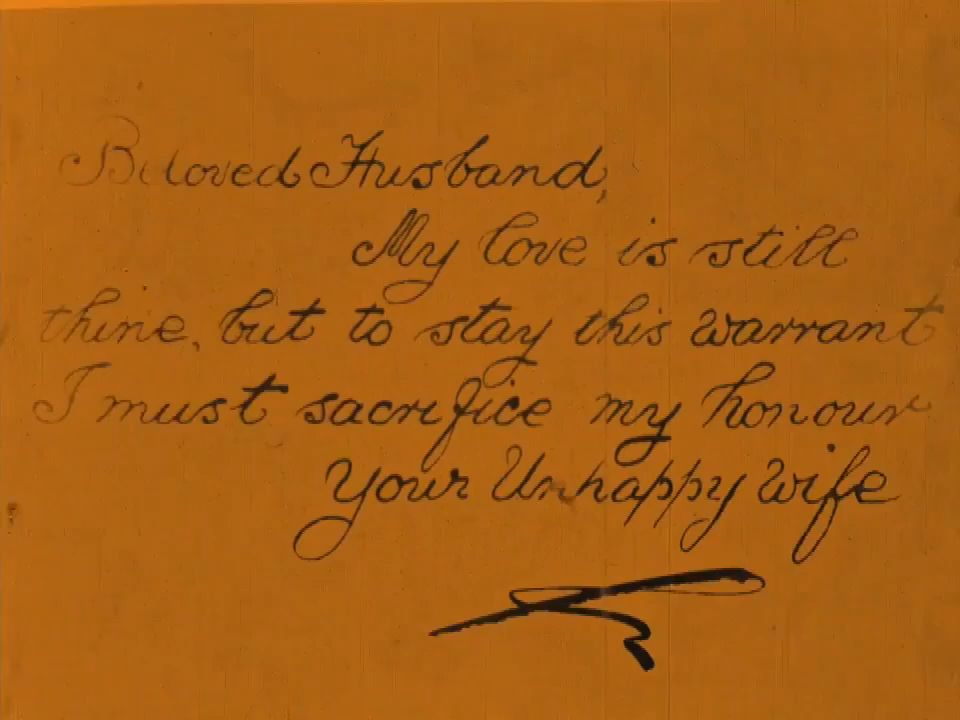 Beloved Husband,
My love is still
thine, but to stay this warrant
I must sacrifice my honour
Your Unhappy Wife